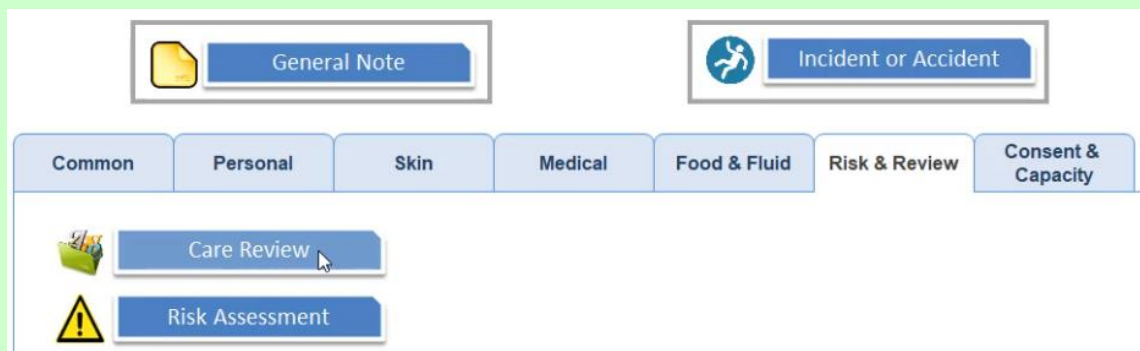 General Note
Incident or Accident
Common
Personal
Skin
Medical
Food & Fluid
Risk & Review
Consent &
Capacity
Care Review
Risk Assessment